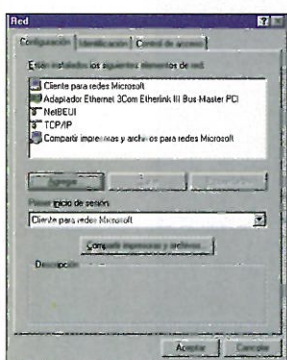 Red
Configuración Identificación Control de acceso
Están instalados los siguientes elementos de red:
Cliente para redes Microsoft
Adaptador Ethernet 3Com Etherlink III Bus Master PCI
NetBEUI
TCP/IP
Compartir impresoras y archivos para redes Microsoft
Agregar
Primer inicio de sesión:
Cliente para redes Microsoft
Compartir impresoras y archivos...
Descripción
Aceptar Cancelar